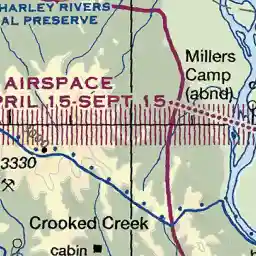 HARLEY RIVERS
AL PRESERVE
Millers
Camp
(abnd)
AIRSPACE
PRIL 15-SEPT 15
3330
Crooked Creek
cabin